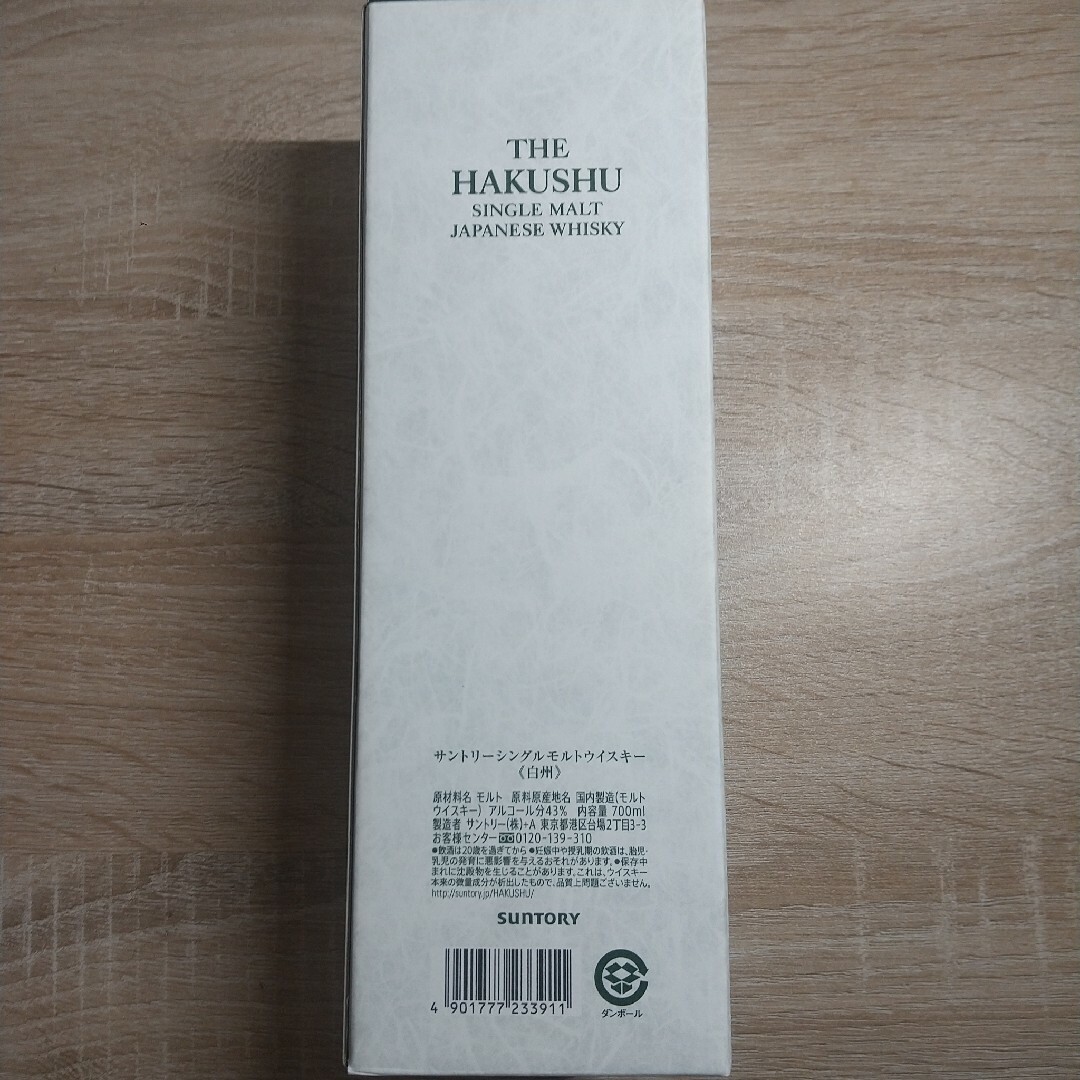 THE
HAKUSHU
SINGLE MALT
JAPANESE WHISKY
サントリーシングルモルトウイスキー
《白州》
原材料名 モルト 原料原産地名 国内製造(モルト
ウイスキー) アルコール分43% 内容量 700ml
製造者 サントリー(株)+A 東京都港区台場2丁目3-3
お客様センター 0120-139-310
●飲酒は20歳を過ぎてから ●妊娠中や授乳期の飲酒は、胎児・
乳児の発育に悪影響を与えるおそれがあります。●保存中
まれに沈殿物を生じることがあります。これは、ウイスキー
本来の微量成分が析出したもので、品質上問題ございません。
http://suntory.jp/HAKUSHU/
SUNTORY
4 901777 233911
ダンボール